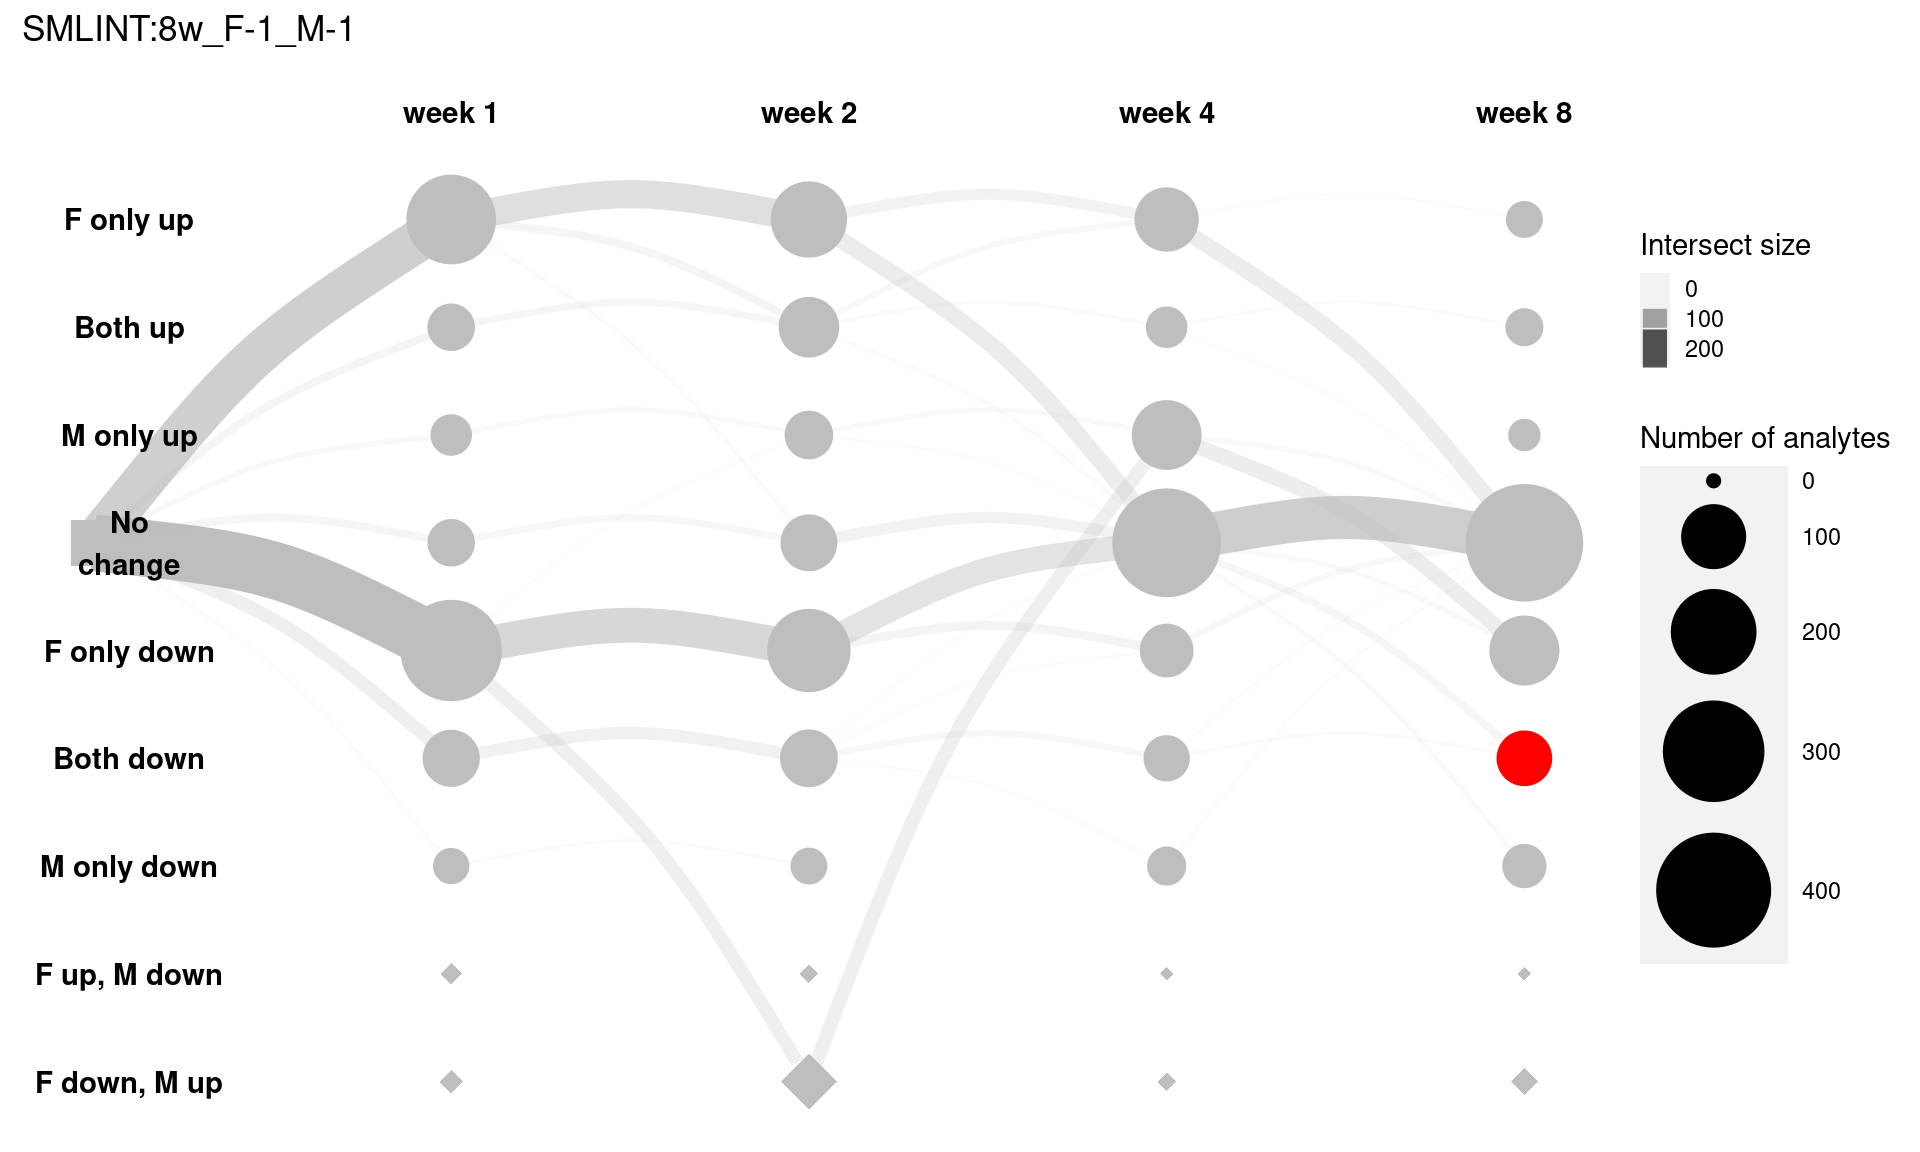 SMLINT:8w_F-1_M-1
week 1
week 2
week 4
week 8
F only up
Both up
M only up
No
change
F only down
Both down
M only down
F up, M down
F down, M up
Intersect size
0
100
200
Number of analytes
0
100
200
300
400